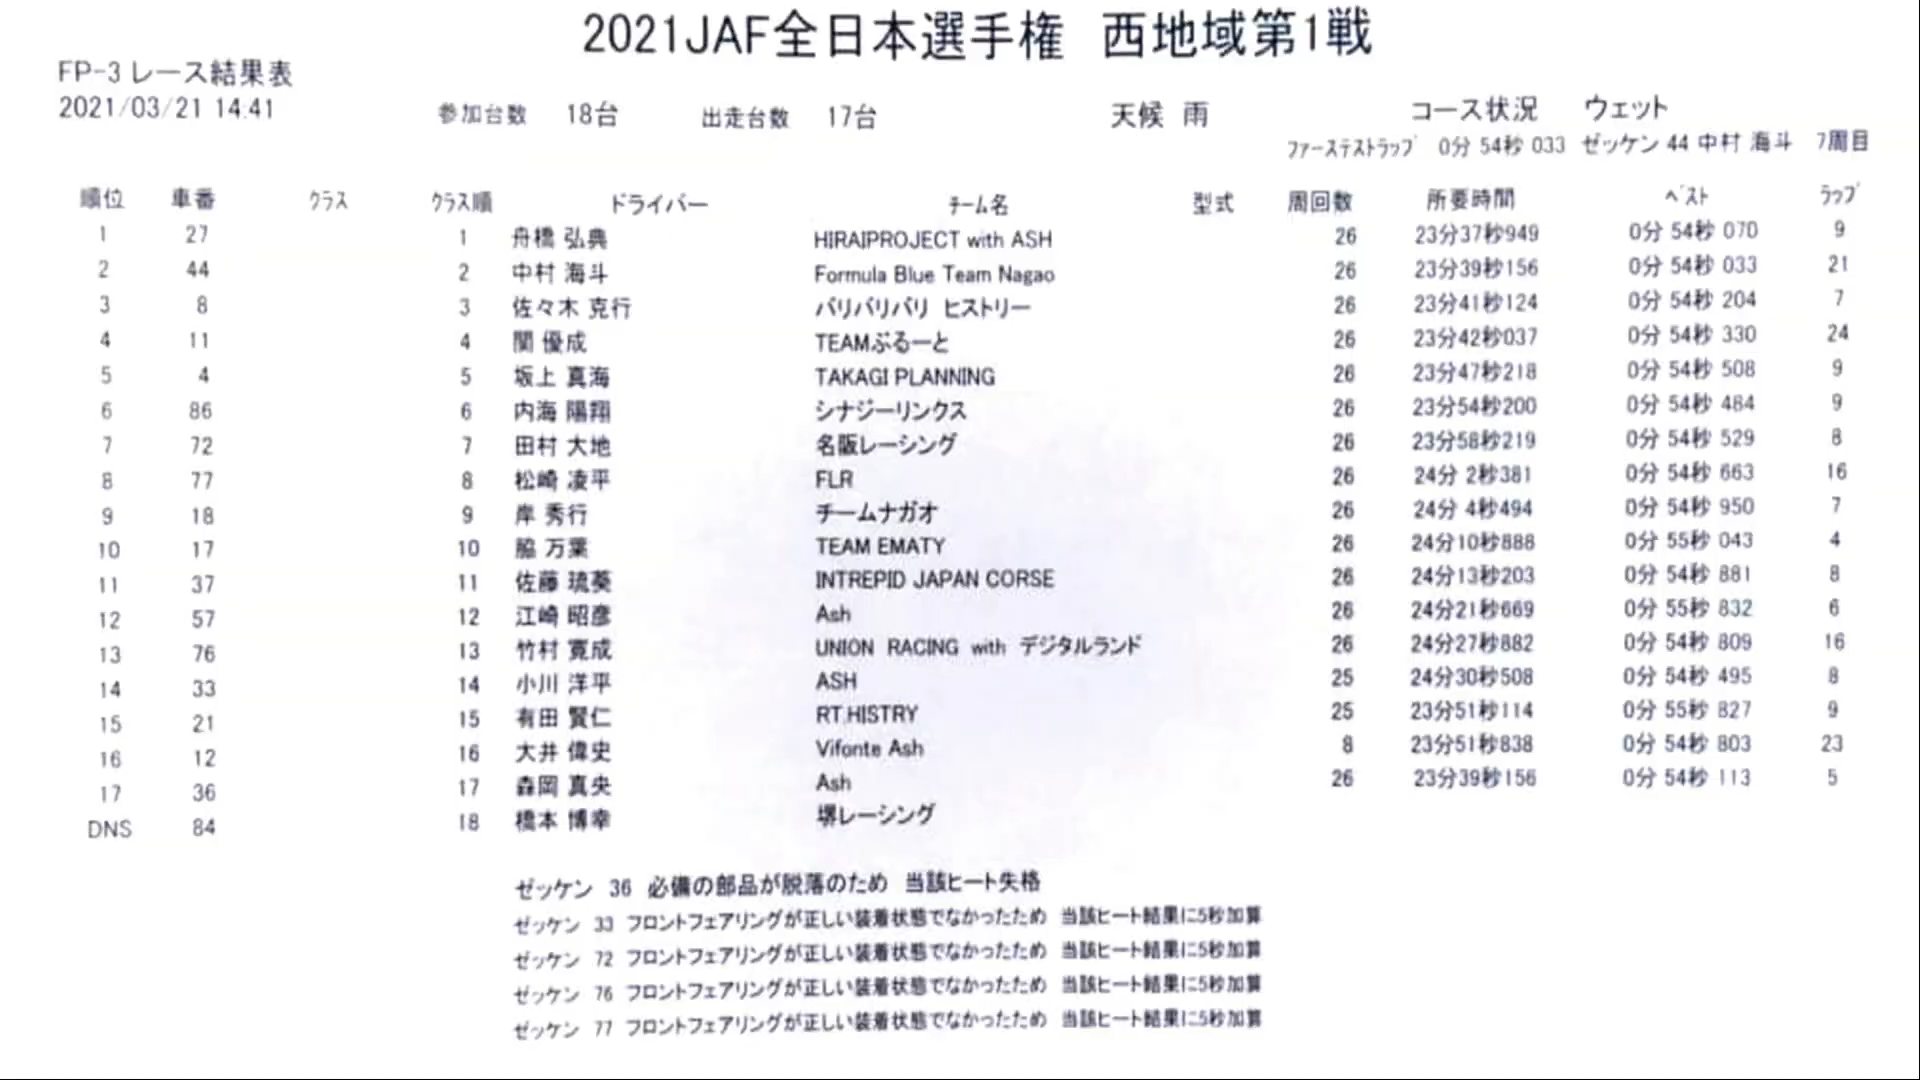 2021JAF全日本選手権 西地域第1戦
FP-3 レース結果表
2021/03/21 14:41
参加台数 18台 出走台数 17台 天候 雨 コース状況 ウェット
ファーステストラップ 0分 54秒 033 ゼッケン 44 中村 海斗 7周目
順位 車番 クラス クラス順 ドライバー チーム名 型式 周回数 所要時間 ベスト ラップ
1 27 1 舟橋 弘典 HIRAIPROJECT with ASH 26 23分37秒949 0分 54秒 070 9
2 44 2 中村 海斗 Formula Blue Team Nagao 26 23分39秒156 0分 54秒 033 21
3 8 3 佐々木 克行 バリバリバリ ヒストリー 26 23分41秒124 0分 54秒 204 7
4 11 4 関 優成 TEAMぶるーと 26 23分42秒037 0分 54秒 330 24
5 4 5 坂上 真海 TAKAGI PLANNING 26 23分47秒218 0分 54秒 508 9
6 86 6 内海 陽翔 シナジーリンクス 26 23分54秒200 0分 54秒 464 9
7 72 7 田村 大地 名阪レーシング 26 23分58秒219 0分 54秒 529 8
8 77 8 松崎 凌平 FLR 26 24分 2秒381 0分 54秒 663 16
9 18 9 岸 秀行 チームナガオ 26 24分 4秒494 0分 54秒 950 7
10 17 10 脇 万葉 TEAM EMATY 26 24分10秒888 0分 55秒 043 4
11 37 11 佐藤 琉葵 INTREPID JAPAN CORSE 26 24分13秒203 0分 54秒 881 8
12 57 12 江崎 昭彦 Ash 26 24分21秒669 0分 55秒 832 6
13 76 13 竹村 寛成 UNION RACING with デジタルランド 26 24分27秒882 0分 54秒 809 16
14 33 14 小川 洋平 ASH 25 24分30秒508 0分 54秒 495 8
15 21 15 有田 賢仁 RT.HISTRY 25 23分51秒114 0分 55秒 827 9
16 12 16 大井 偉史 Vifonte Ash 8 23分51秒838 0分 54秒 803 23
17 36 17 森岡 真央 Ash 26 23分39秒156 0分 54秒 113 5
DNS 84 18 橋本 博幸 堺レーシング
ゼッケン 36 必備の部品が脱落のため 当該ヒート失格
ゼッケン 33 フロントフェアリングが正しい装着状態でなかったため 当該ヒート結果に5秒加算
ゼッケン 72 フロントフェアリングが正しい装着状態でなかったため 当該ヒート結果に5秒加算
ゼッケン 76 フロントフェアリングが正しい装着状態でなかったため 当該ヒート結果に5秒加算
ゼッケン 77 フロントフェアリングが正しい装着状態でなかったため 当該ヒート結果に5秒加算